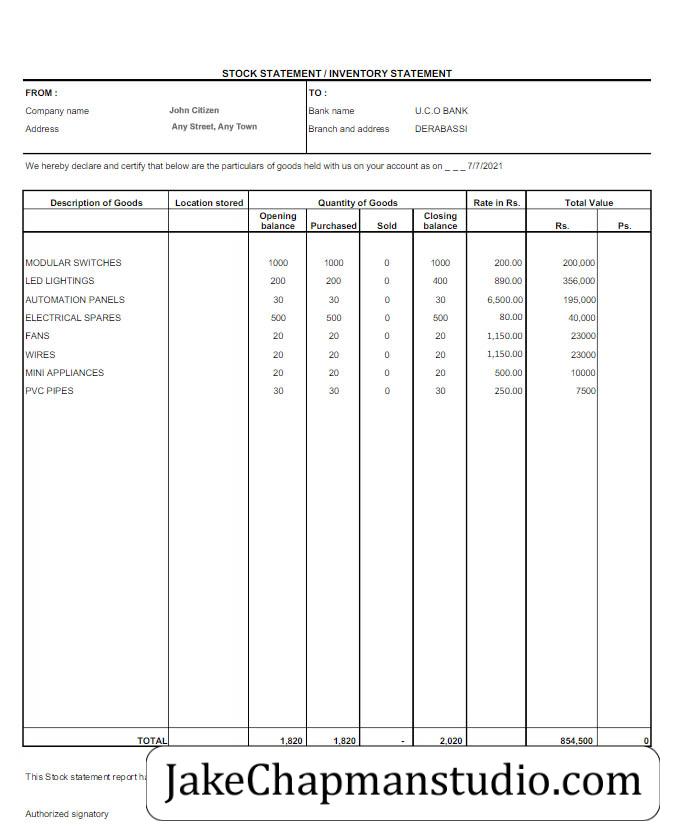 STOCK STATEMENT / INVENTORY STATEMENT
FROM : TO :
Company name John Citizen Bank name U.C.O BANK
Address Any Street, Any Town Branch and address DERABASSI
We hereby declare and certify that below are the particulars of goods held with us on your account as on _ _ _ 7/7/2021
Description of Goods Location stored Quantity of Goods Rate in Rs. Total Value
Opening balance Purchased Sold Closing balance Rs. Ps.
MODULAR SWITCHES 1000 1000 0 1000 200.00 200,000
LED LIGHTINGS 200 200 0 400 890.00 356,000
AUTOMATION PANELS 30 30 0 30 6,500.00 195,000
ELECTRICAL SPARES 500 500 0 500 80.00 40,000
FANS 20 20 0 20 1,150.00 23000
WIRES 20 20 0 20 1,150.00 23000
MINI APPLIANCES 20 20 0 20 500.00 10000
PVC PIPES 30 30 0 30 250.00 7500
TOTAL 1,820 1,820 - 2,020 854,500 0
This Stock statement report
JakeChapmanstudio.com
Authorized signatory